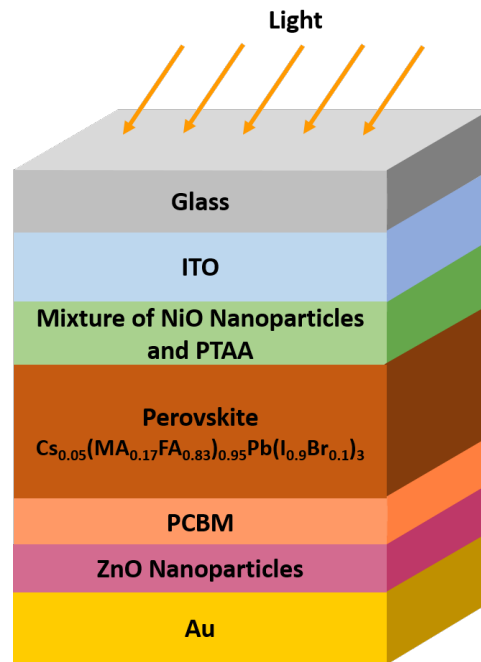 Light
Glass
ITO
Mixture of NiO Nanoparticles
and PTAA
Perovskite
Cs₀.₀₅(MA₀.₁₇FA₀.₈₃)₀.₉₅Pb(I₀.₉Br₀.₁)₃
PCBM
ZnO Nanoparticles
Au